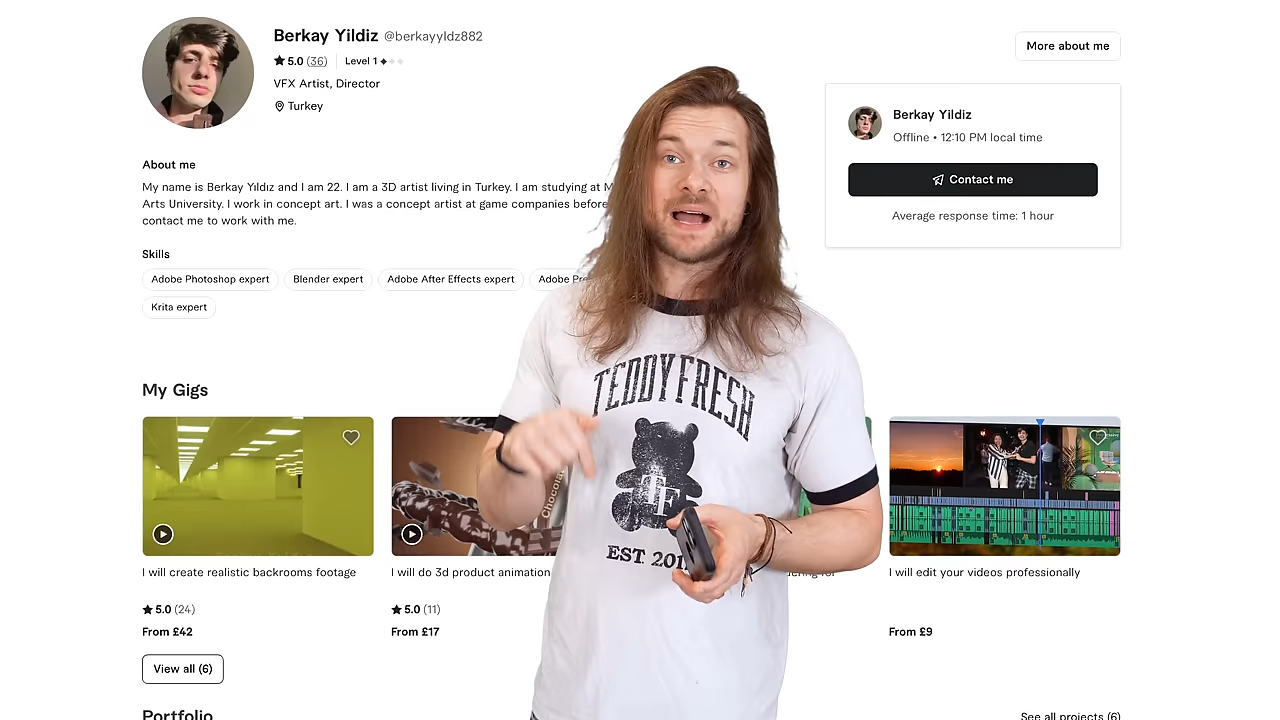 Berkay Yildiz @berkayyldz882
5.0 (36) Level 1
VFX Artist, Director
Turkey
More about me
Berkay Yildiz
Offline • 12:10 PM local time
Contact me
Average response time: 1 hour
About me
My name is Berkay Yıldız and I am 22. I am a 3D artist living in Turkey. I am studying at
Arts University. I work in concept art. I was a concept artist at game companies before
contact me to work with me.
Skills
Adobe Photoshop expert
Blender expert
Adobe After Effects expert
Adobe
Krita expert
TEDDYFRESH
TF
EST. 201
My Gigs
Chocola
I will create realistic backrooms footage
I will do 3d product animation
I will edit your videos professionally
5.0 (24)
5.0 (11)
From £42
From £17
From £9
View all (6)
Portfolio
See all projects (6)